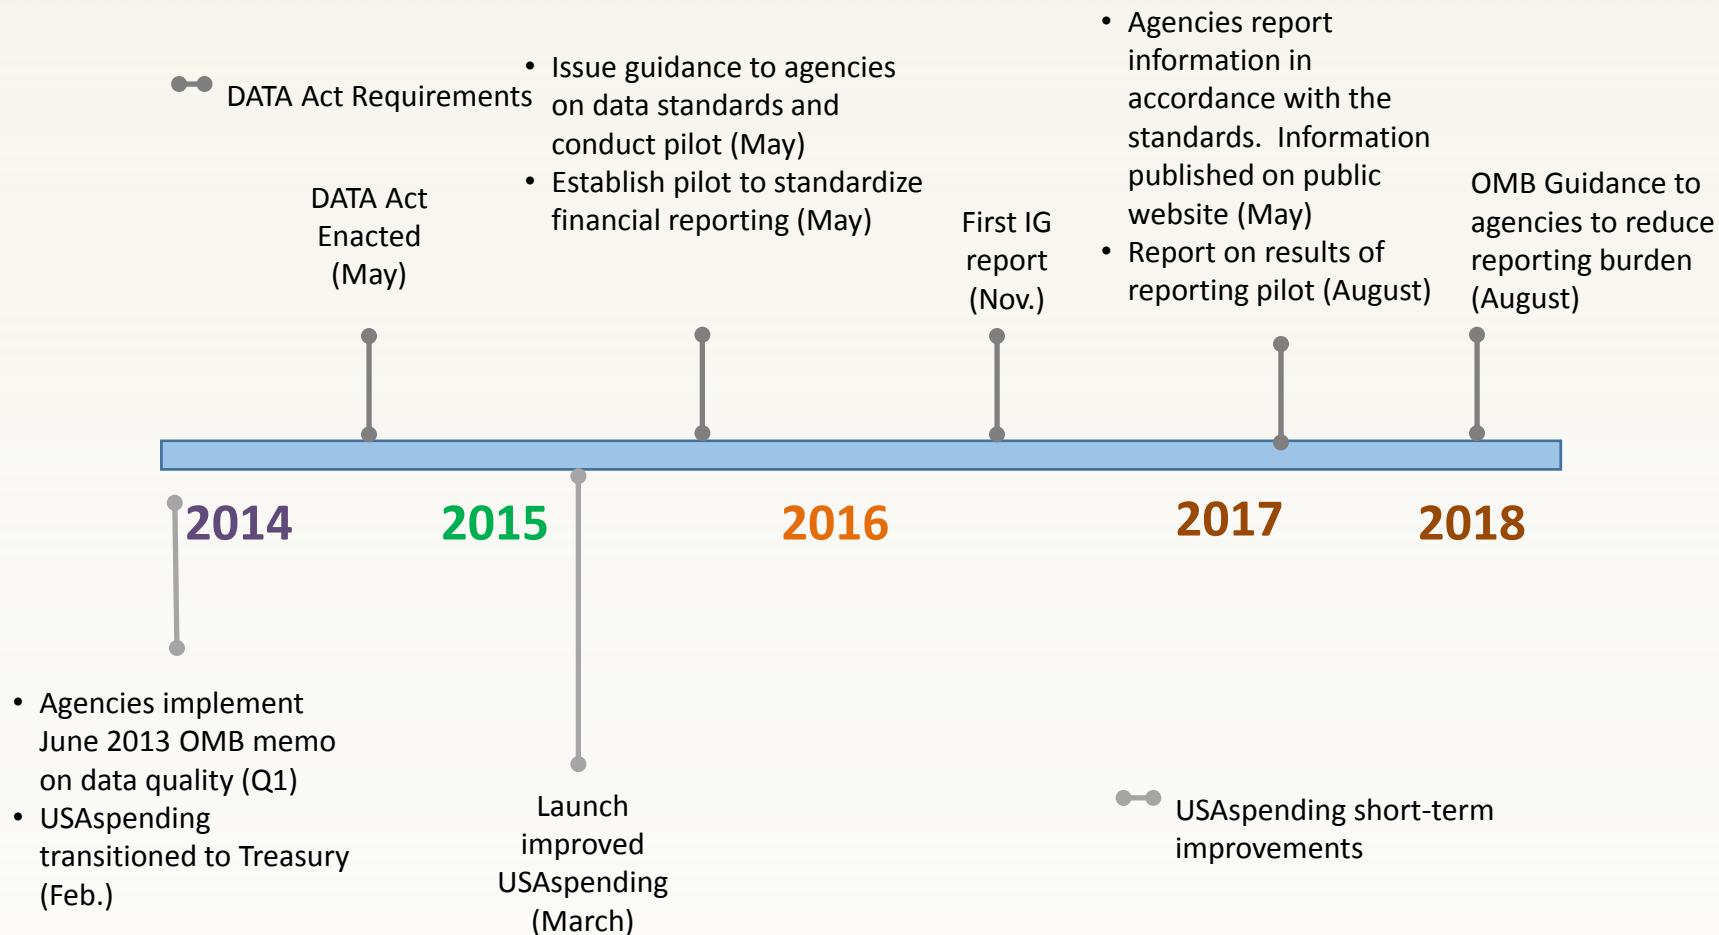 DATA Act Requirements
DATA Act
Enacted
(May)
• Issue guidance to agencies
on data standards and
conduct pilot (May)
• Establish pilot to standardize
financial reporting (May)
First IG
report
(Nov.)
• Agencies report
information in
accordance with the
standards.  Information
published on public
website (May)
• Report on results of
reporting pilot (August)
OMB Guidance to
agencies to reduce
reporting burden
(August)
2014
2015
2016
2017
2018
• Agencies implement
June 2013 OMB memo
on data quality (Q1)
• USAspending
transitioned to Treasury
(Feb.)
Launch
improved
USAspending
(March)
USAspending short-term
improvements